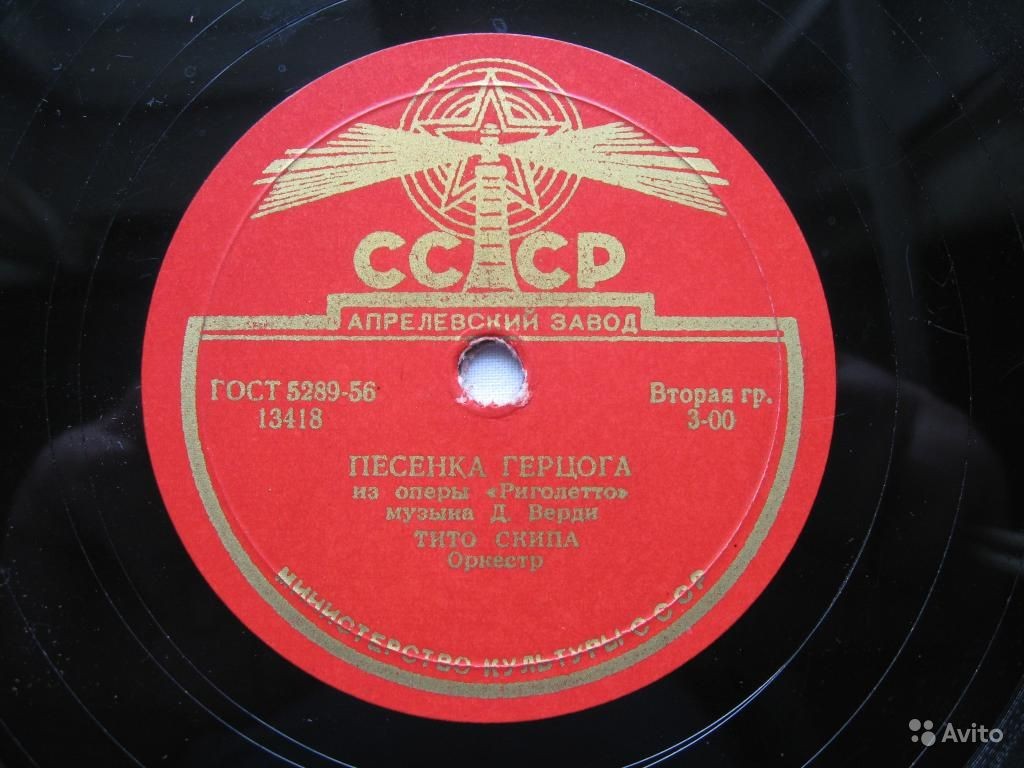 СССР
АПРЕЛЕВСКИЙ ЗАВОД
ГОСТ 5289-56
13418
Вторая гр.
3-00
ПЕСЕНКА ГЕРЦОГА
из оперы «Риголетто»
музыка Д. Верди
ТИТО СКИПА
Оркестр
МИНИСТЕРСТВО КУЛЬТУРЫ СССР
Avito